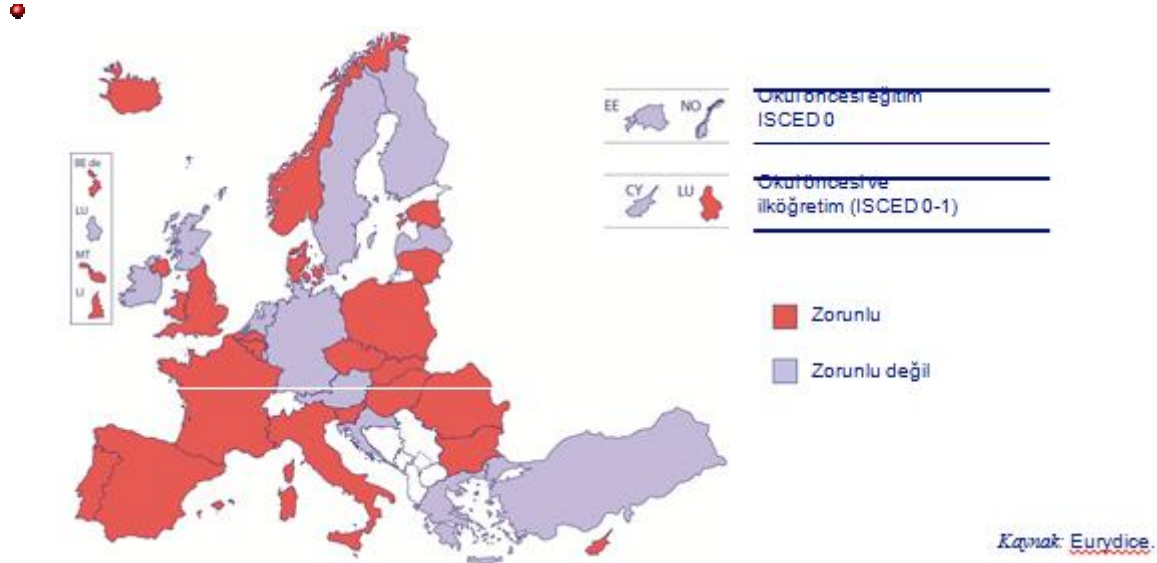 EE NO
Okul öncesi eğitim
ISCED 0
CY LU
Okul öncesi ve
ilköğretim (ISCED 0-1)
BE de
LU
MT
LI
Zorunlu
Zorunlu değil
Kaynak: Eurydice.